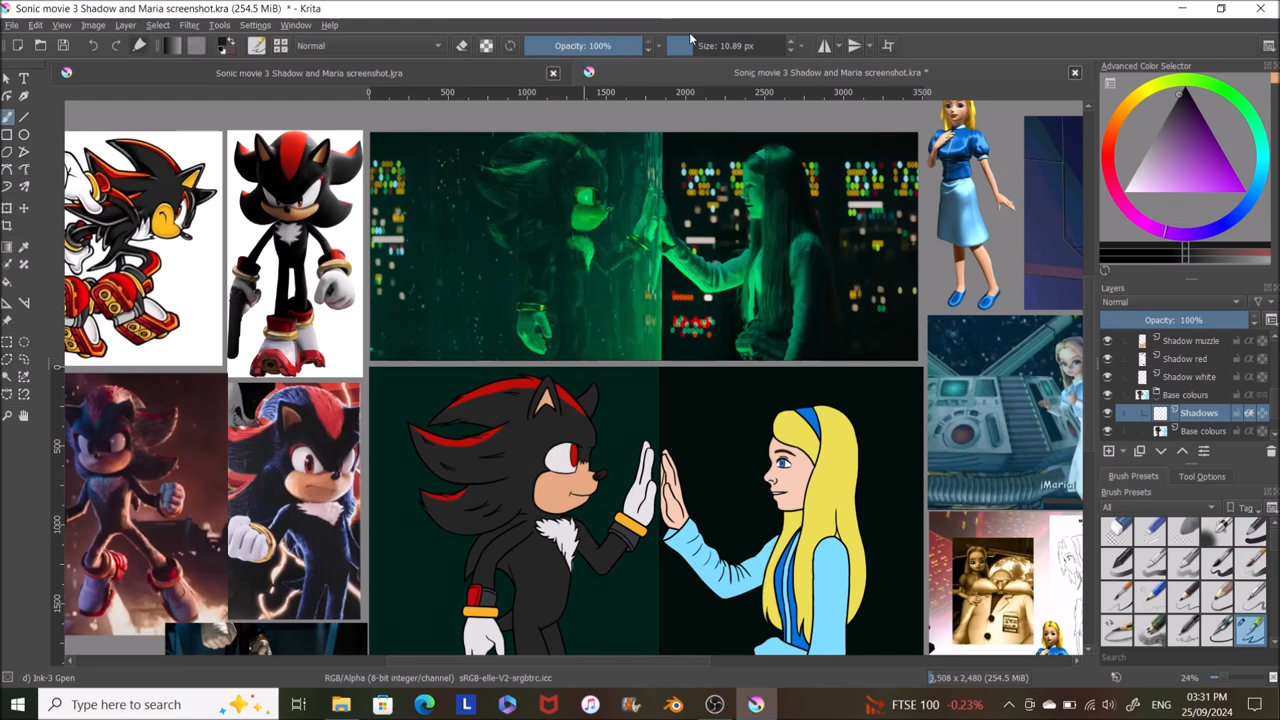 Sonic movie 3 Shadow and Maria screenshot.kra (254.5 MiB) * - Krita
File Edit View Image Layer Select Filter Tools Settings Window Help
Normal Opacity: 100% Size: 10.89 px
Sonic movie 3 Shadow and Maria screenshot.kra Sonic movie 3 Shadow and Maria screenshot.kra *
Advanced Color Selector
0 500 1000 1500 2000 2500 3000 3500
0
500
1000
1500
Layers
Normal
Opacity: 100%
Shadow muzzle
Shadow red
Shadow white
Base colours
Shadows
Base colours
Brush Presets Tool Options
Brush Presets
All Tag
¡Maria!
Search
d) Ink-3 Gpen RGB/Alpha (8-bit integer/channel) sRGB-elle-V2-srgbtrc.icc 3,508 x 2,480 (254.5 MiB) 24%
Type here to search L FTSE 100 -0.23% 03:31 PM
25/09/2024